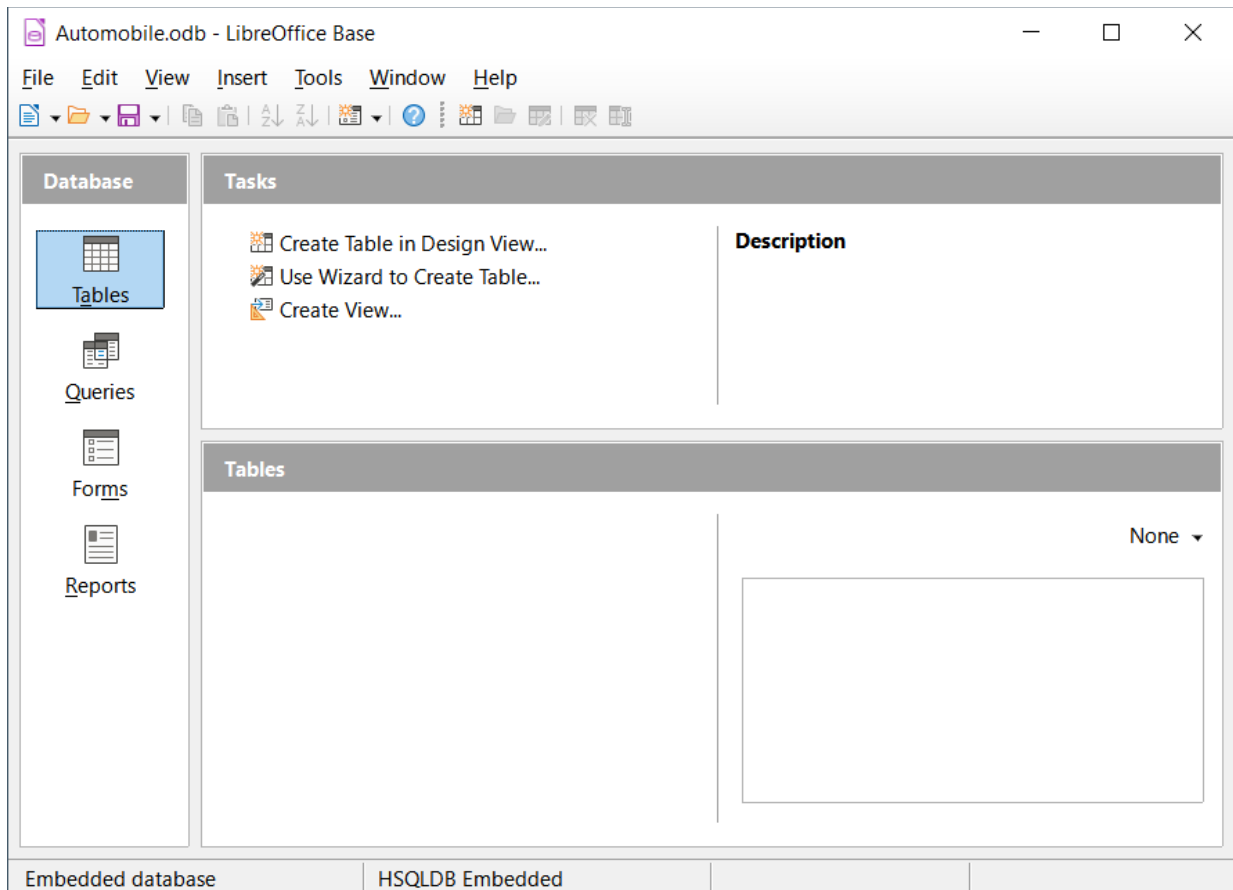 Automobile.odb - LibreOffice Base
File Edit View Insert Tools Window Help
Database
Tables
Queries
Forms
Reports
Tasks
Create Table in Design View...
Use Wizard to Create Table...
Create View...
Description
Tables
None
Embedded database HSQLDB Embedded